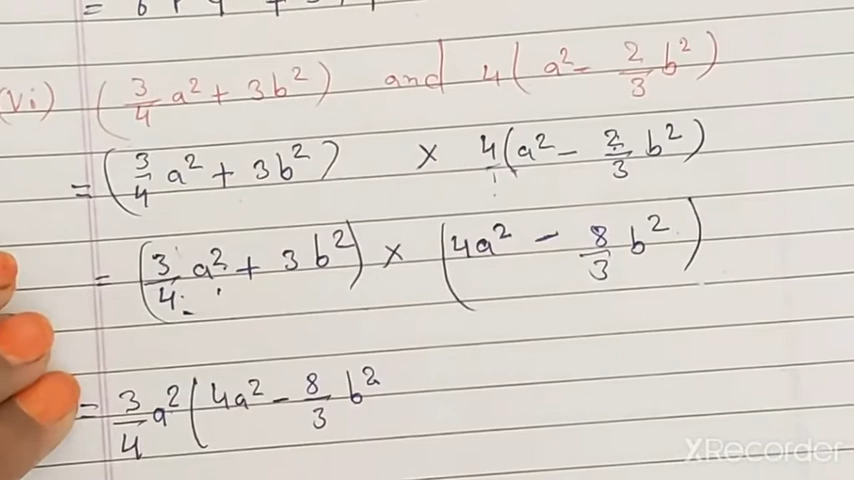 (vi) (3/4 a² + 3b²) and 4(a² - 2/3 b²)
= (3/4 a² + 3b²) × 4(a² - 2/3 b²)
= (3/4 a² + 3b²) × (4a² - 8/3 b²)
= 3/4 a² (4a² - 8/3 b²
XRecorder